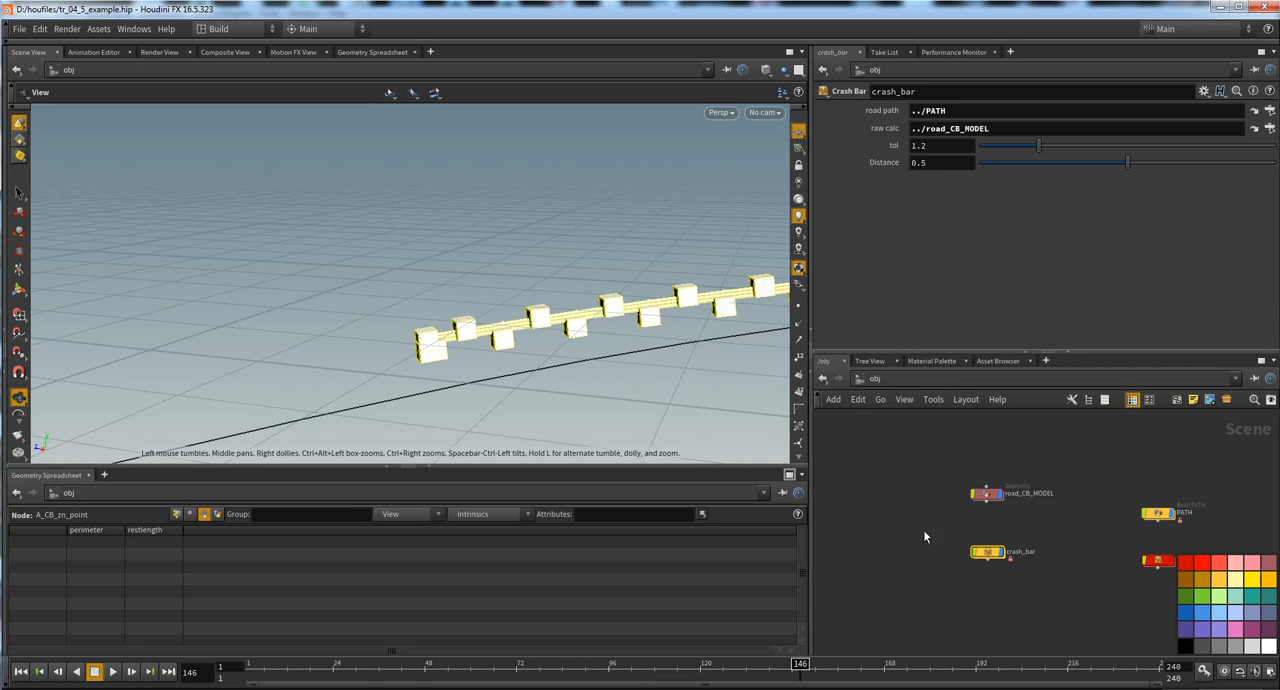 D:/houfiles/tr_04_5_example.hip - Houdini FX 16.5.323
File Edit Render Assets Windows Help Build Main Main
Scene View Animation Editor Render View Composite View Motion FX View Geometry Spreadsheet
obj
View
Persp No cam
Left mouse tumbles. Middle pans. Right dollies. Ctrl+Alt+Left box-zooms. Ctrl+Right zooms. Spacebar-Ctrl-Left tilts. Hold L for alternate tumble, dolly, and zoom.
Geometry Spreadsheet
obj
Node: A_CB_zn_point Group: View Intrinsics Attributes:
perimeter restlength
crash_bar Take List Performance Monitor
obj
Crash Bar crash_bar
road path ../PATH
raw calc ../road_CB_MODEL
tol 1.2
Distance 0.5
/obj Tree View Material Palette Asset Browser
obj
Add Edit Go View Tools Layout Help
Scene
Geometry
road_CB_MODEL
Road PATH
PATH
crash_bar
146 1 1 24 48 72 96 120 146 168 192 216 2 240
1 240